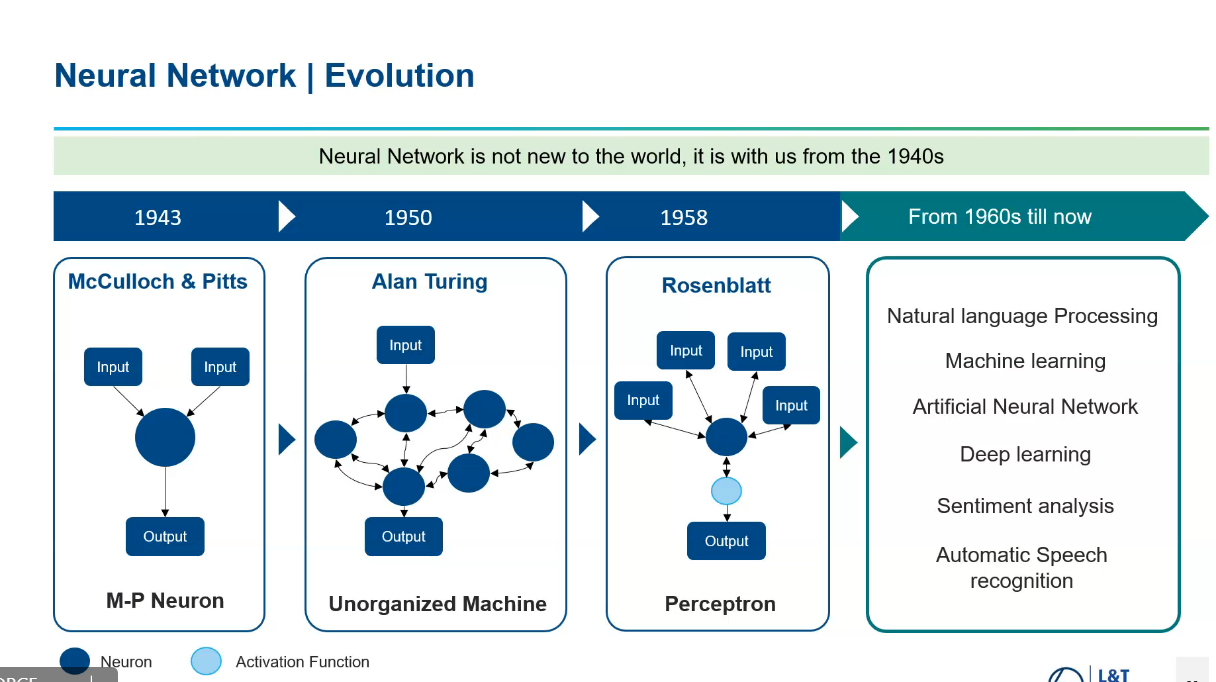 Neural Network | Evolution
Neural Network is not new to the world, it is with us from the 1940s
1943
1950
1958
From 1960s till now
McCulloch & Pitts
Input
Input
Output
M-P Neuron
Alan Turing
Input
Output
Unorganized Machine
Rosenblatt
Input
Input
Input
Input
Output
Perceptron
Natural language Processing
Machine learning
Artificial Neural Network
Deep learning
Sentiment analysis
Automatic Speech
recognition
Neuron
Activation Function
L&T